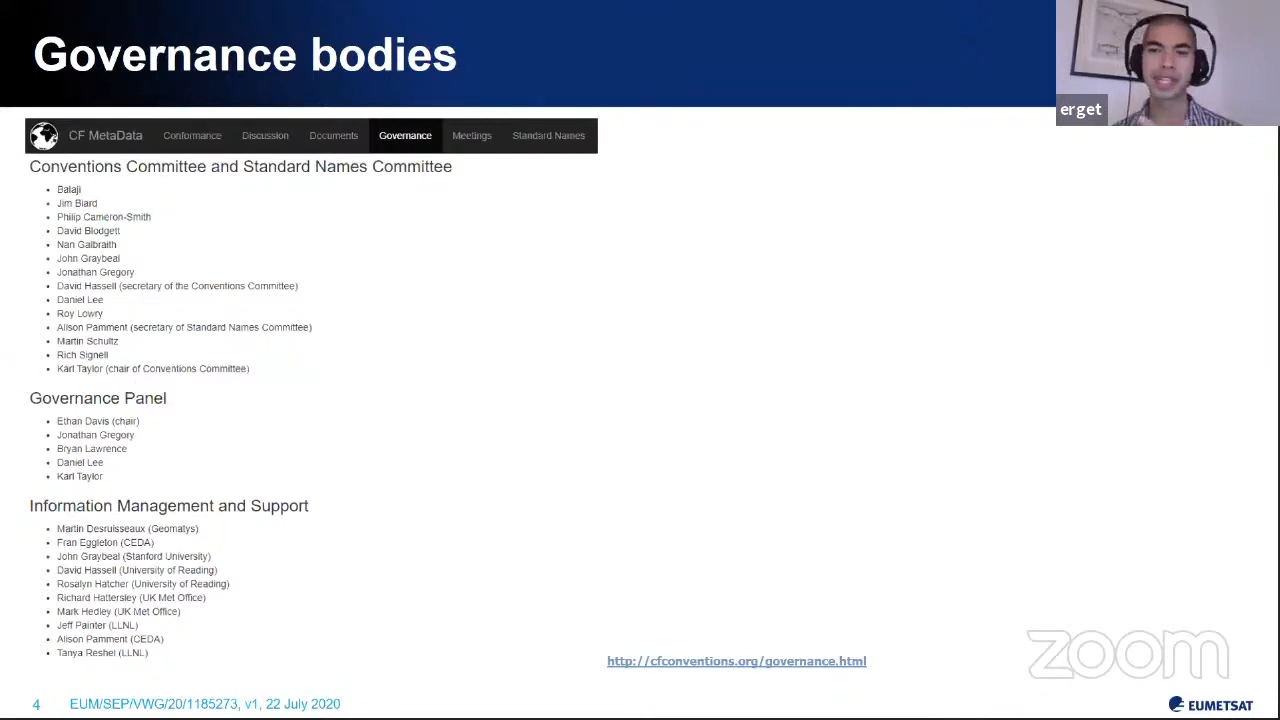 Governance bodies
erget
CF MetaData Conformance Discussion Documents Governance Meetings Standard Names
Conventions Committee and Standard Names Committee
Balaji
Jim Biard
Philip Cameron-Smith
David Blodgett
Nan Galbraith
John Graybeal
Jonathan Gregory
David Hassell (secretary of the Conventions Committee)
Daniel Lee
Roy Lowry
Alison Pamment (secretary of Standard Names Committee)
Martin Schultz
Rich Signell
Karl Taylor (chair of Conventions Committee)
Governance Panel
Ethan Davis (chair)
Jonathan Gregory
Bryan Lawrence
Daniel Lee
Karl Taylor
Information Management and Support
Martin Desruisseaux (Geomatys)
Fran Eggleton (CEDA)
John Graybeal (Stanford University)
David Hassell (University of Reading)
Rosalyn Hatcher (University of Reading)
Richard Hattersley (UK Met Office)
Mark Hedley (UK Met Office)
Jeff Painter (LLNL)
Alison Pamment (CEDA)
Tanya Reshel (LLNL)
http://cfconventions.org/governance.html
zoom
4 EUM/SEP/VWG/20/1185273, v1, 22 July 2020
EUMETSAT